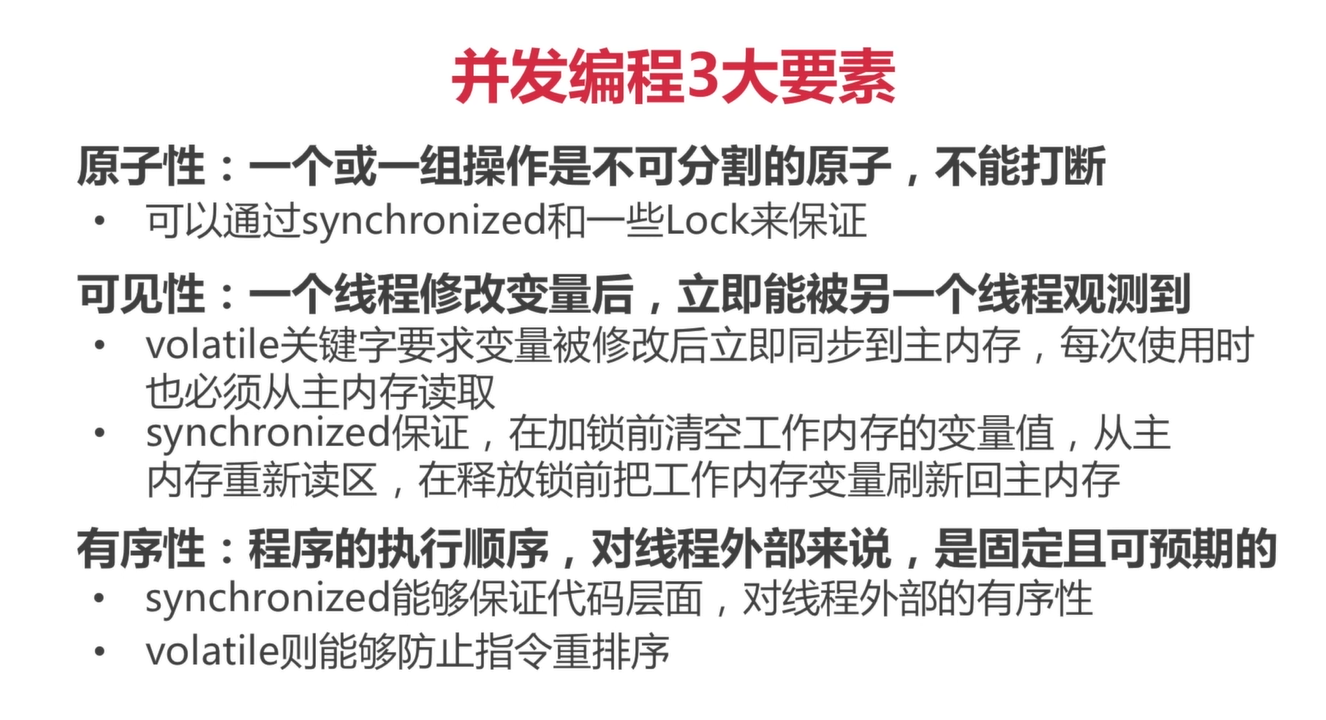 并发编程3大要素
原子性：一个或一组操作是不可分割的原子，不能打断
• 可以通过synchronized和一些Lock来保证
可见性：一个线程修改变量后，立即能被另一个线程观测到
• volatile关键字要求变量被修改后立即同步到主内存，每次使用时
也必须从主内存读取
• synchronized保证，在加锁前清空工作内存的变量值，从主
内存重新读区，在释放锁前把工作内存变量刷新回主内存
有序性：程序的执行顺序，对线程外部来说，是固定且可预期的
• synchronized能够保证代码层面，对线程外部的有序性
• volatile则能够防止指令重排序